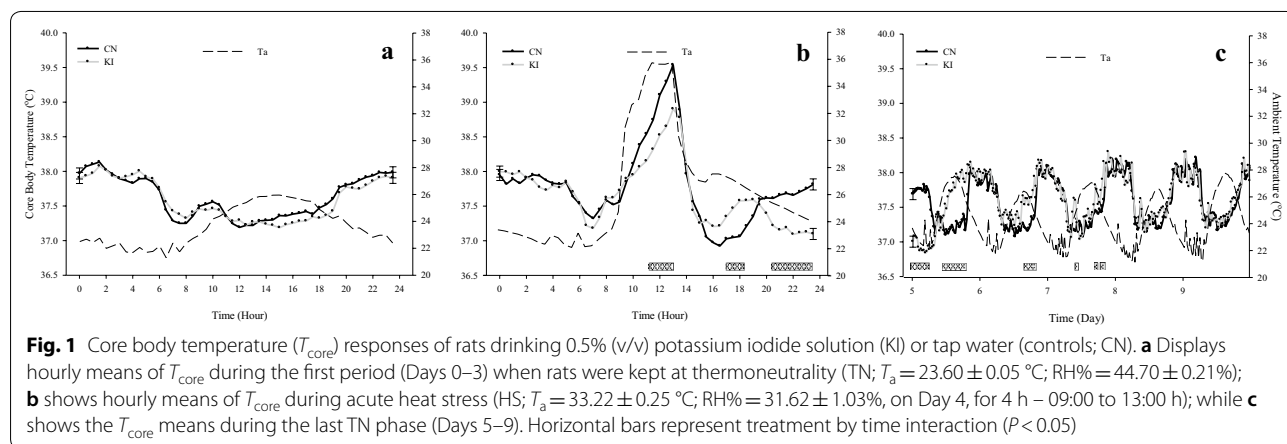 40.0
39.5
39.0
38.5
38.0
37.5
37.0
36.5
Core Body Temperature (°C)
CN
KI
Ta
a
38
36
34
32
30
28
26
24
22
20
0 2 4 6 8 10 12 14 16 18 20 22 24
Time (Hour)
40.0
39.5
39.0
38.5
38.0
37.5
37.0
36.5
CN
KI
Ta
b
38
36
34
32
30
28
26
24
22
20
0 2 4 6 8 10 12 14 16 18 20 22 24
Time (Hour)
40.0
39.5
39.0
38.5
38.0
37.5
37.0
36.5
CN
KI
Ta
c
38
36
34
32
30
28
26
24
22
20
Ambient Temperature (°C)
5 6 7 8 9
Time (Day)
Fig. 1 Core body temperature (Tcore) responses of rats drinking 0.5% (v/v) potassium iodide solution (KI) or tap water (controls; CN). a Displays
hourly means of Tcore during the first period (Days 0–3) when rats were kept at thermoneutrality (TN; Ta = 23.60 ± 0.05 °C; RH% = 44.70 ± 0.21%);
b shows hourly means of Tcore during acute heat stress (HS; Ta = 33.22 ± 0.25 °C; RH% = 31.62 ± 1.03%, on Day 4, for 4 h – 09:00 to 13:00 h); while c
shows the Tcore means during the last TN phase (Days 5–9). Horizontal bars represent treatment by time interaction (P < 0.05)